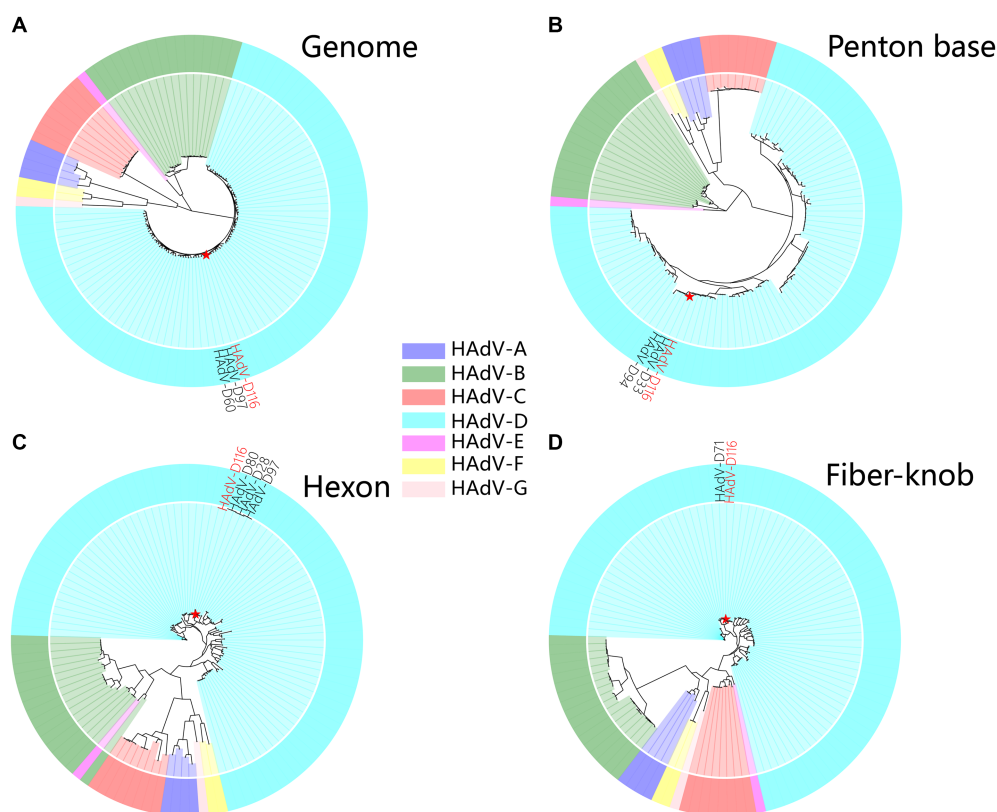 A
Genome
HAdV-D116
HAdV-D97
HAdV-D60
B
Penton base
HAdV-D116
HAdV-D33
HAdV-D94
HAdV-A
HAdV-B
HAdV-C
HAdV-D
HAdV-E
HAdV-F
HAdV-G
C
Hexon
HAdV-D116
HAdV-D80
HAdV-D28
HAdV-D97
D
Fiber-knob
HAdV-D71
HAdV-D116